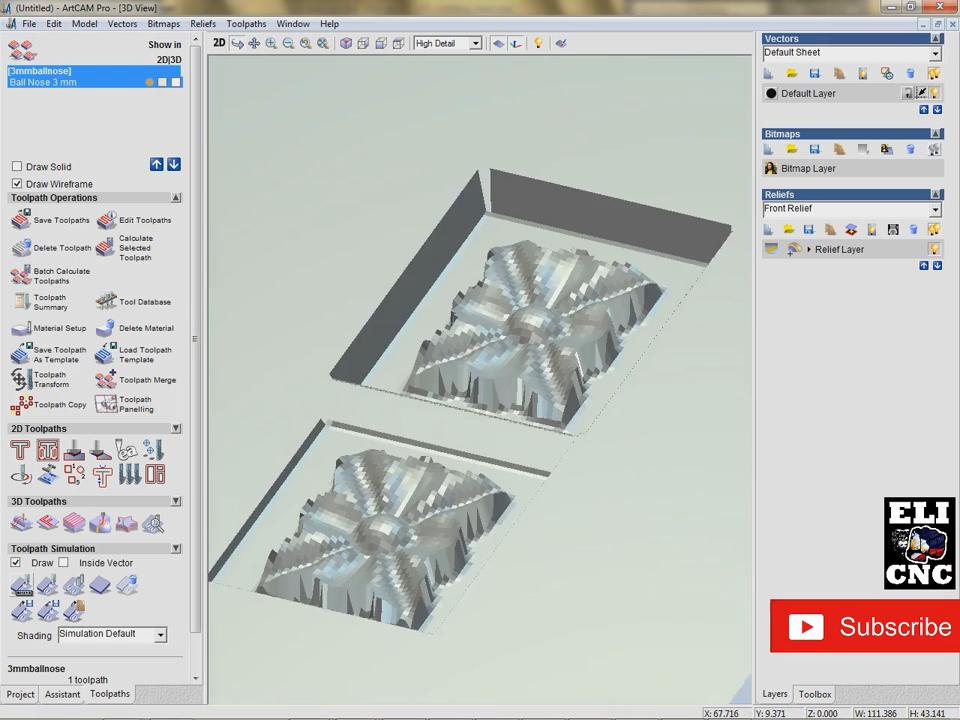 (Untitled) - ArtCAM Pro - [3D View]
File Edit Model Vectors Bitmaps Reliefs Toolpaths Window Help
Show in
2D|3D
[3mmballnose]
Ball Nose 3 mm
Draw Solid
Draw Wireframe
Toolpath Operations
Save Toolpaths
Edit Toolpaths
Delete Toolpath
Calculate
Selected
Toolpath
Batch Calculate
Toolpaths
Toolpath
Summary
Tool Database
Material Setup
Delete Material
Save Toolpath
As Template
Load Toolpath
Template
Toolpath
Transform
Toolpath Merge
Toolpath Copy
Toolpath
Panelling
2D Toolpaths
3D Toolpaths
Toolpath Simulation
Draw
Inside Vector
Shading
Simulation Default
3mmballnose
1 toolpath
Project
Assistant
Toolpaths
2D
High Detail
Vectors
Default Sheet
Default Layer
Bitmaps
Bitmap Layer
Reliefs
Front Relief
Relief Layer
ELI
CNC
Subscribe
Layers
Toolbox
X: 67.716 Y: 9.371 Z: 0.000 W: 111.386 H: 43.141